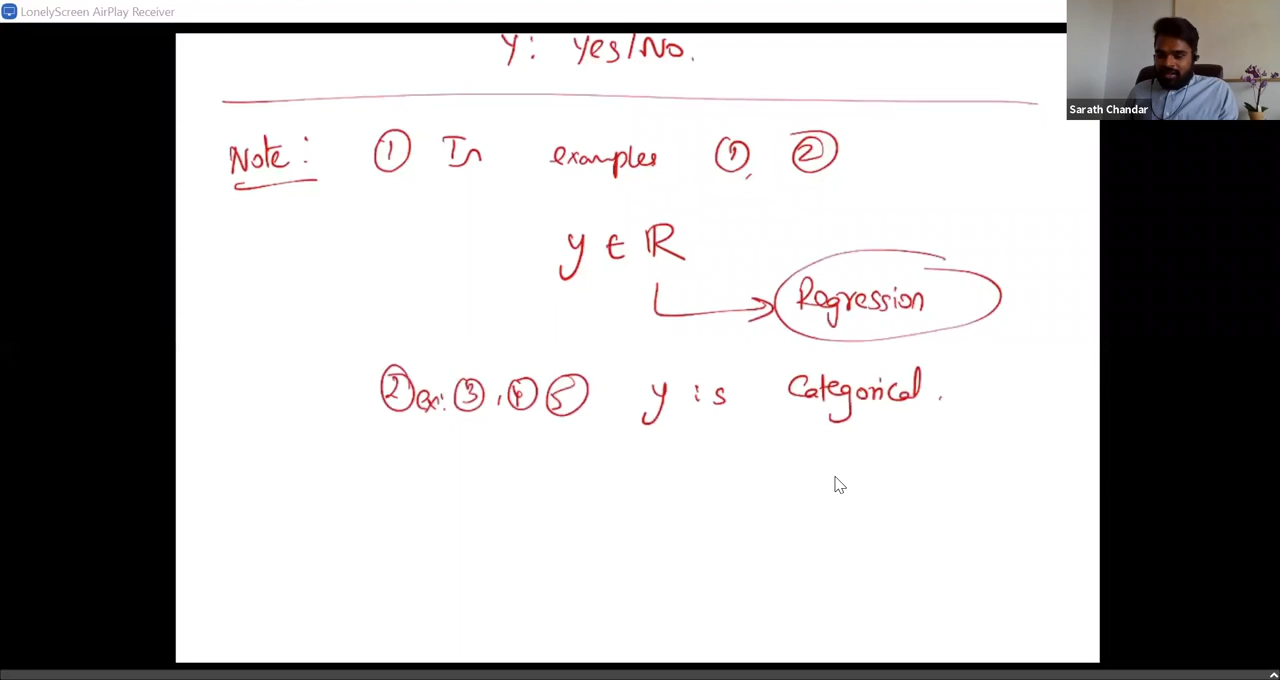 LonelyScreen AirPlay Receiver
Y: Yes/No.
Sarath Chandar
Note: ① In examples ①, ②
y ∈ ℝ
Regression
② Ex: ③, ④ ⑤ y is Categorical.